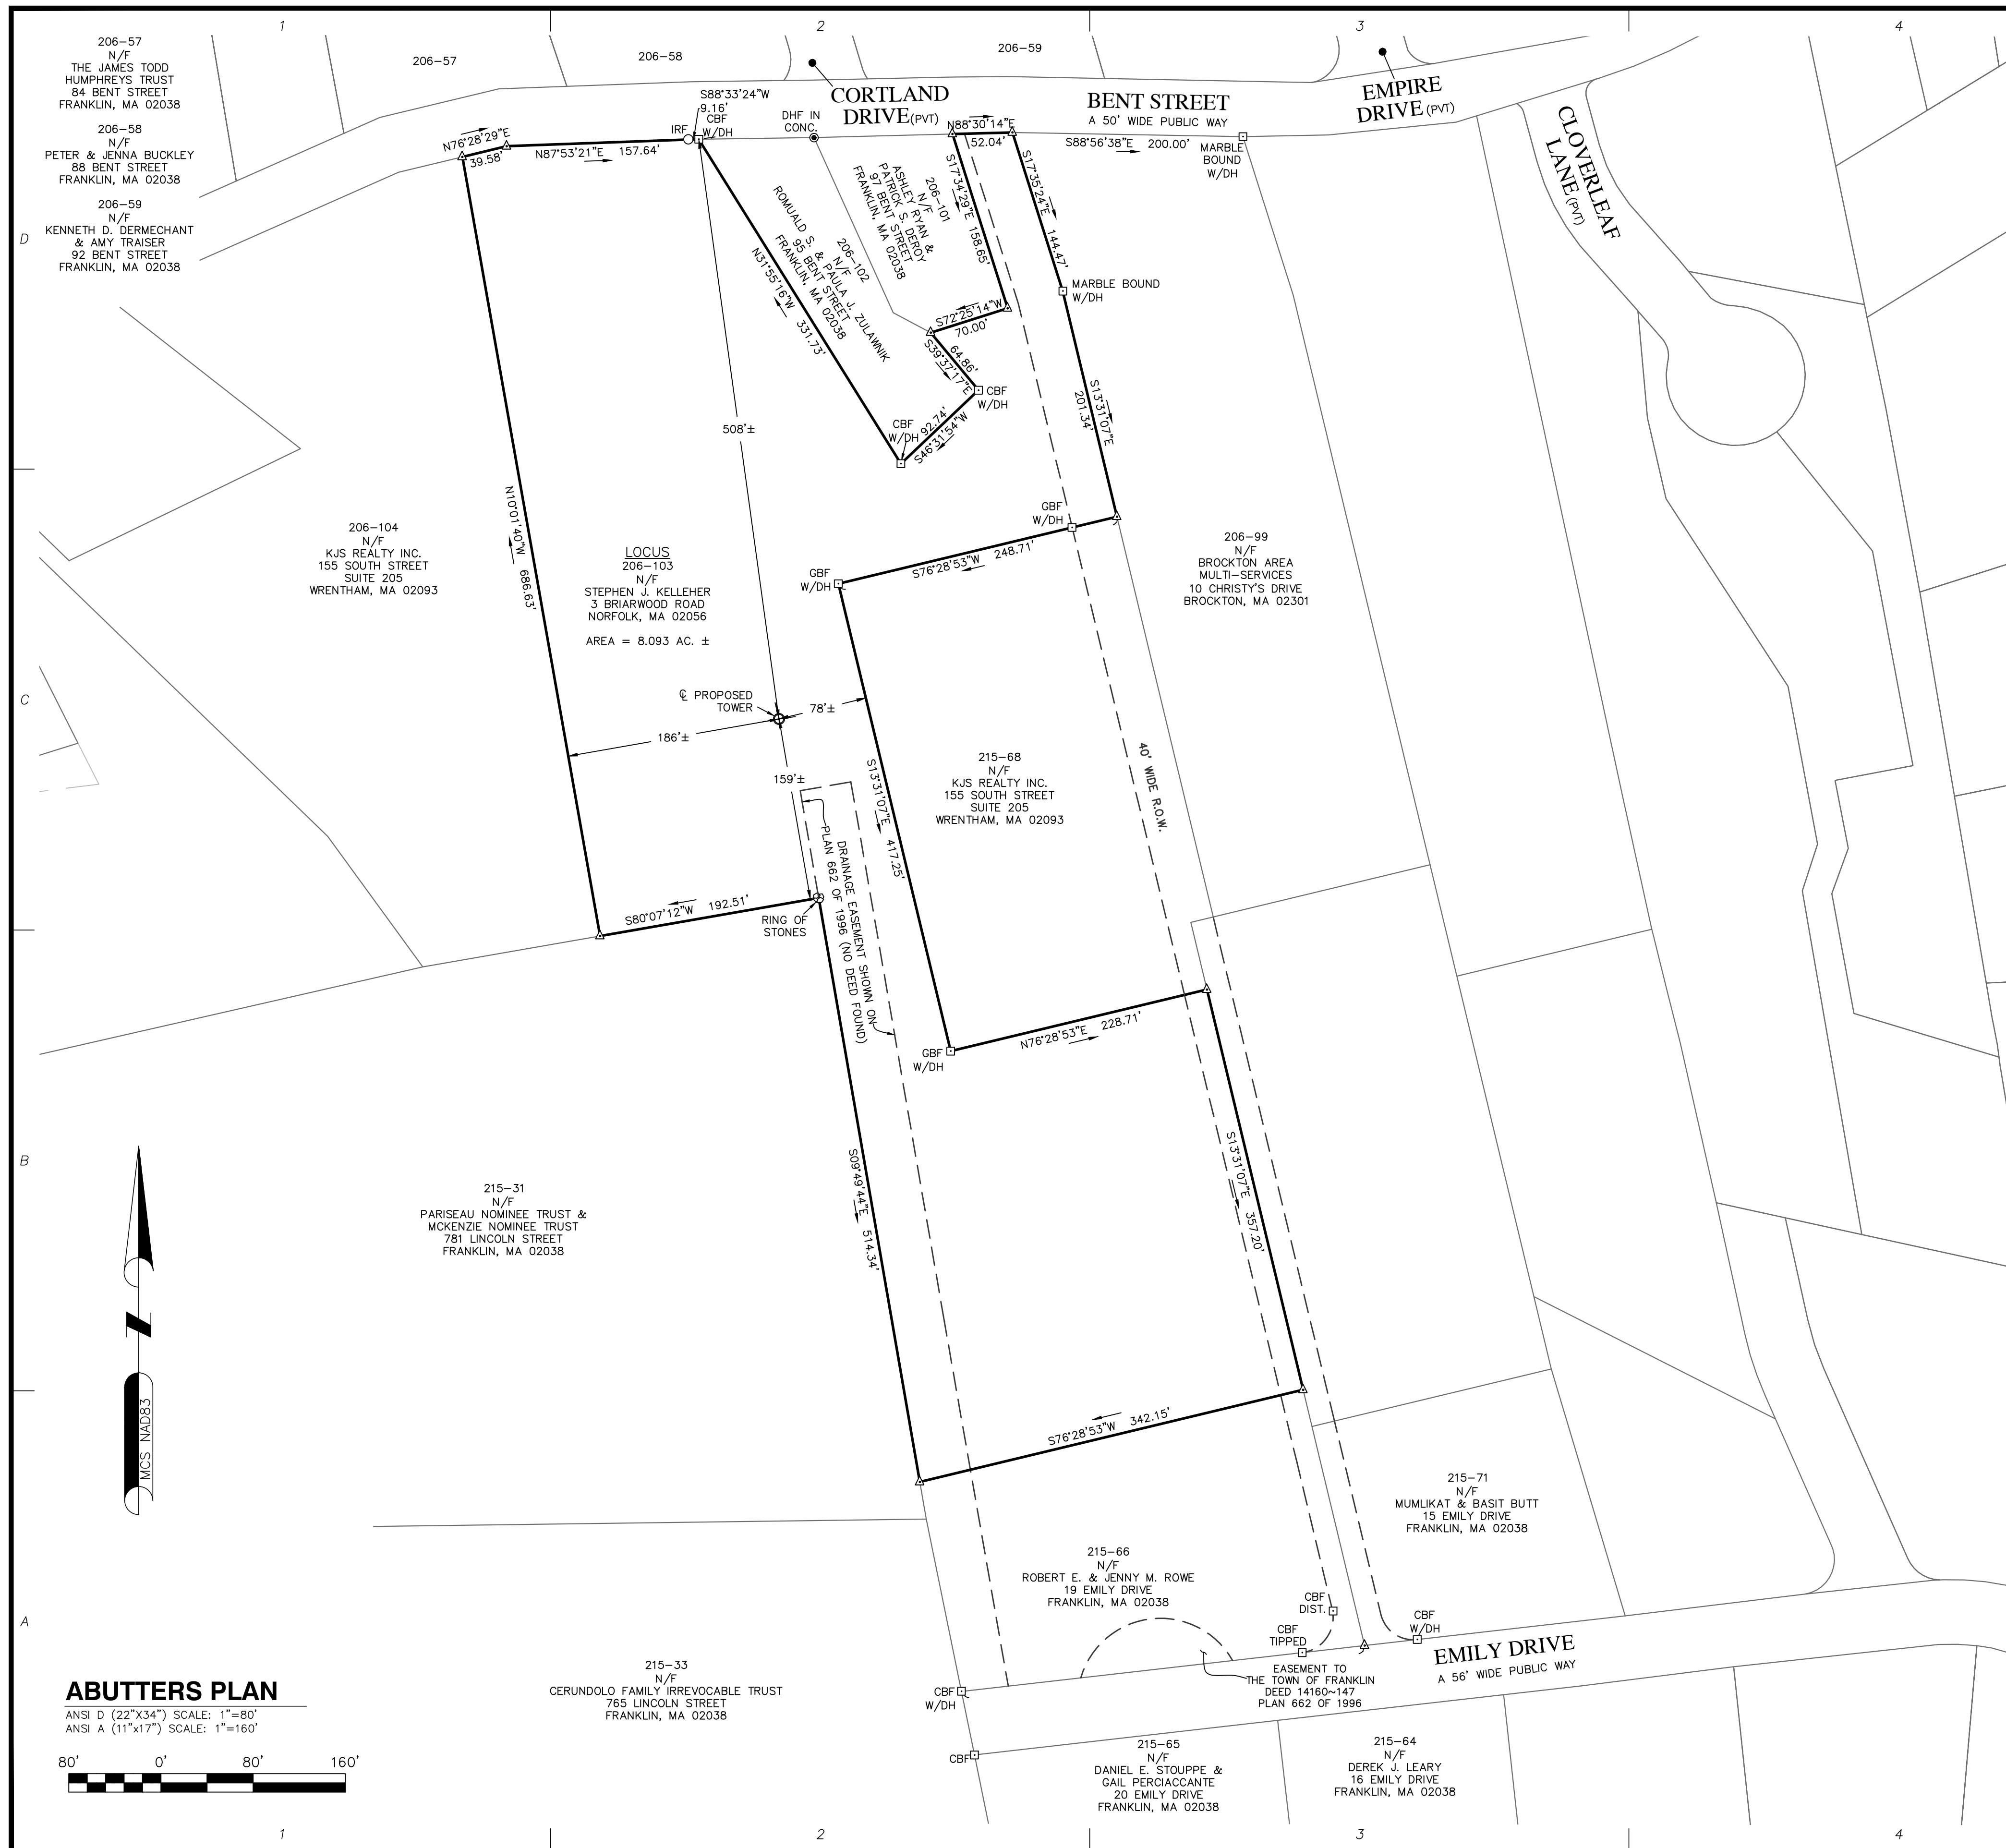 1
2
3
4
206-57
N/F
THE JAMES TODD
HUMPHREYS TRUST
84 BENT STREET
FRANKLIN, MA 02038
206-58
N/F
PETER & JENNA BUCKLEY
88 BENT STREET
FRANKLIN, MA 02038
206-59
N/F
KENNETH D. DERMECHANT
& AMY TRAISER
92 BENT STREET
FRANKLIN, MA 02038
206-57
206-58
206-59
CORTLAND
DRIVE (PVT)
BENT STREET
A 50' WIDE PUBLIC WAY
EMPIRE
DRIVE (PVT)
CLOVERLEAF
LANE (PVT)
S88°33'24"W
9.16'
CBF
W/DH
IRF
DHF IN
CONC.
N76°28'29"E
39.58'
N87°53'21"E 157.64'
N88°30'14"E
52.04'
S88°56'38"E 200.00'
MARBLE
BOUND
W/DH
D
206-102
N/F
ROMUALD S. & PAULA J. ZULAWNIK
95 BENT STREET
FRANKLIN, MA 02038
N31°55'16"W 331.73'
206-101
N/F
ASHLEY RYAN &
PATRICK S. DEROY
97 BENT STREET
FRANKLIN, MA 02038
S17°34'29"E 158.65'
S17°35'24"E 144.47'
MARBLE BOUND
W/DH
S72°25'14"W
70.00'
64.86'
S39°37'17"E
CBF
W/DH
92.74'
S46°31'54"W
CBF
W/DH
S13°31'07"E
201.34'
508'±
GBF
W/DH
S76°28'53"W 248.71'
GBF
W/DH
N10°01'40"W 686.63'
206-104
N/F
KJS REALTY INC.
155 SOUTH STREET
SUITE 205
WRENTHAM, MA 02093
LOCUS
206-103
N/F
STEPHEN J. KELLEHER
3 BRIARWOOD ROAD
NORFOLK, MA 02056
AREA = 8.093 AC. ±
206-99
N/F
BROCKTON AREA
MULTI-SERVICES
10 CHRISTY'S DRIVE
BROCKTON, MA 02301
C
℄ PROPOSED
TOWER
78'±
186'±
159'±
S13°31'07"E 417.25'
215-68
N/F
KJS REALTY INC.
155 SOUTH STREET
SUITE 205
WRENTHAM, MA 02093
40' WIDE R.O.W.
DRAINAGE EASEMENT SHOWN ON
PLAN 662 OF 1996 (NO DEED FOUND)
S80°07'12"W 192.51'
RING OF
STONES
GBF
W/DH
N76°28'53"E 228.71'
B
S09°49'44"E 514.34'
S13°31'07"E 357.20'
215-31
N/F
PARISEAU NOMINEE TRUST &
MCKENZIE NOMINEE TRUST
781 LINCOLN STREET
FRANKLIN, MA 02038
N
MCS NAD83
S76°28'53"W 342.15'
215-71
N/F
MUMLIKAT & BASIT BUTT
15 EMILY DRIVE
FRANKLIN, MA 02038
215-66
N/F
ROBERT E. & JENNY M. ROWE
19 EMILY DRIVE
FRANKLIN, MA 02038
A
CBF
DIST.
CBF
TIPPED
CBF
W/DH
EMILY DRIVE
A 56' WIDE PUBLIC WAY
EASEMENT TO
THE TOWN OF FRANKLIN
DEED 14160~147
PLAN 662 OF 1996
215-33
N/F
CERUNDOLO FAMILY IRREVOCABLE TRUST
765 LINCOLN STREET
FRANKLIN, MA 02038
CBF
W/DH
CBF
215-65
N/F
DANIEL E. STOUPPE &
GAIL PERCIACCANTE
20 EMILY DRIVE
FRANKLIN, MA 02038
215-64
N/F
DEREK J. LEARY
16 EMILY DRIVE
FRANKLIN, MA 02038
ABUTTERS PLAN
ANSI D (22"X34") SCALE: 1"=80'
ANSI A (11"x17") SCALE: 1"=160'
80' 0' 80' 160'
1
2
3
4